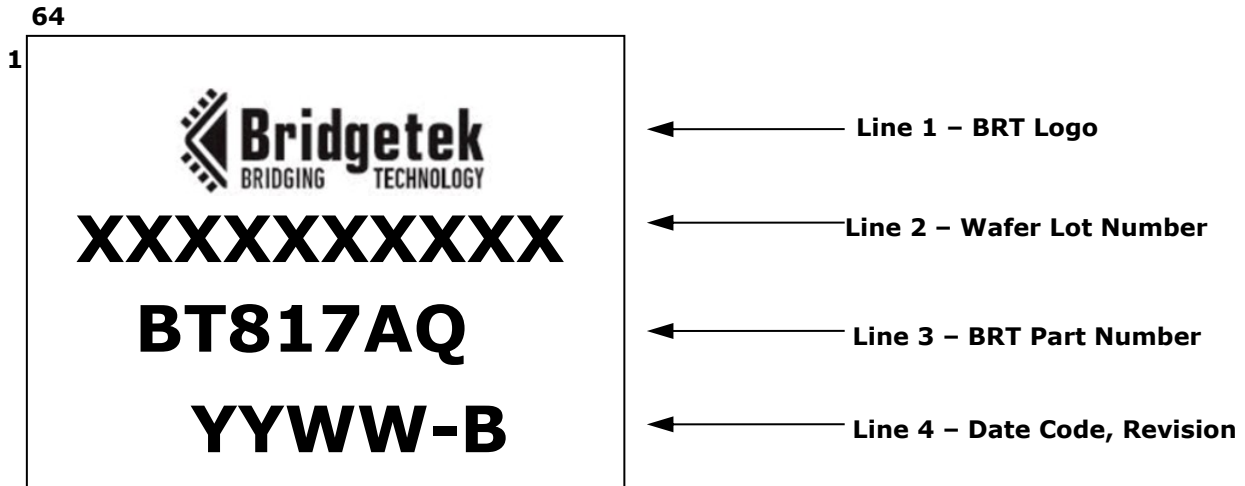 64
1
Bridgetek
BRIDGING TECHNOLOGY
Line 1 – BRT Logo
XXXXXXXXXX
Line 2 – Wafer Lot Number
BT817AQ
Line 3 – BRT Part Number
YYWW-B
Line 4 – Date Code, Revision